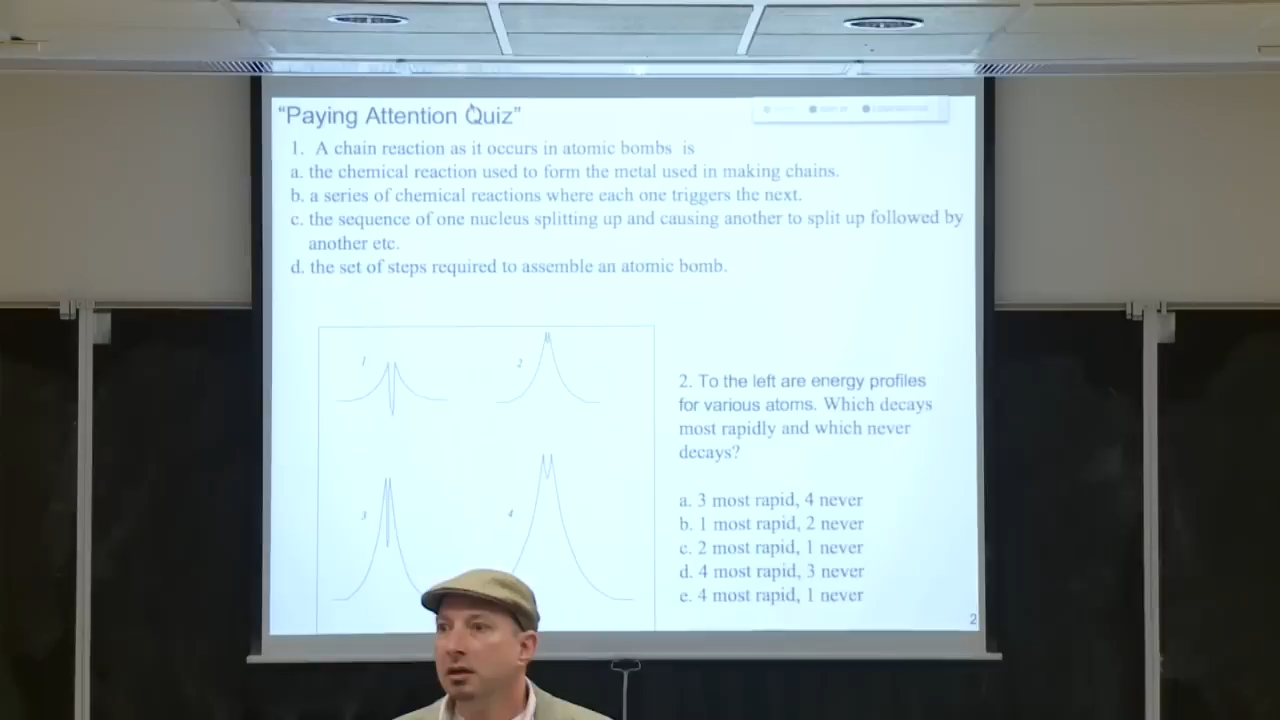 "Paying Attention Quiz"
1. A chain reaction as it occurs in atomic bombs is
a. the chemical reaction used to form the metal used in making chains.
b. a series of chemical reactions where each one triggers the next.
c. the sequence of one nucleus splitting up and causing another to split up followed by
another etc.
d. the set of steps required to assemble an atomic bomb.
1
2
3
4
2. To the left are energy profiles
for various atoms. Which decays
most rapidly and which never
decays?
a. 3 most rapid, 4 never
b. 1 most rapid, 2 never
c. 2 most rapid, 1 never
d. 4 most rapid, 3 never
e. 4 most rapid, 1 never
2